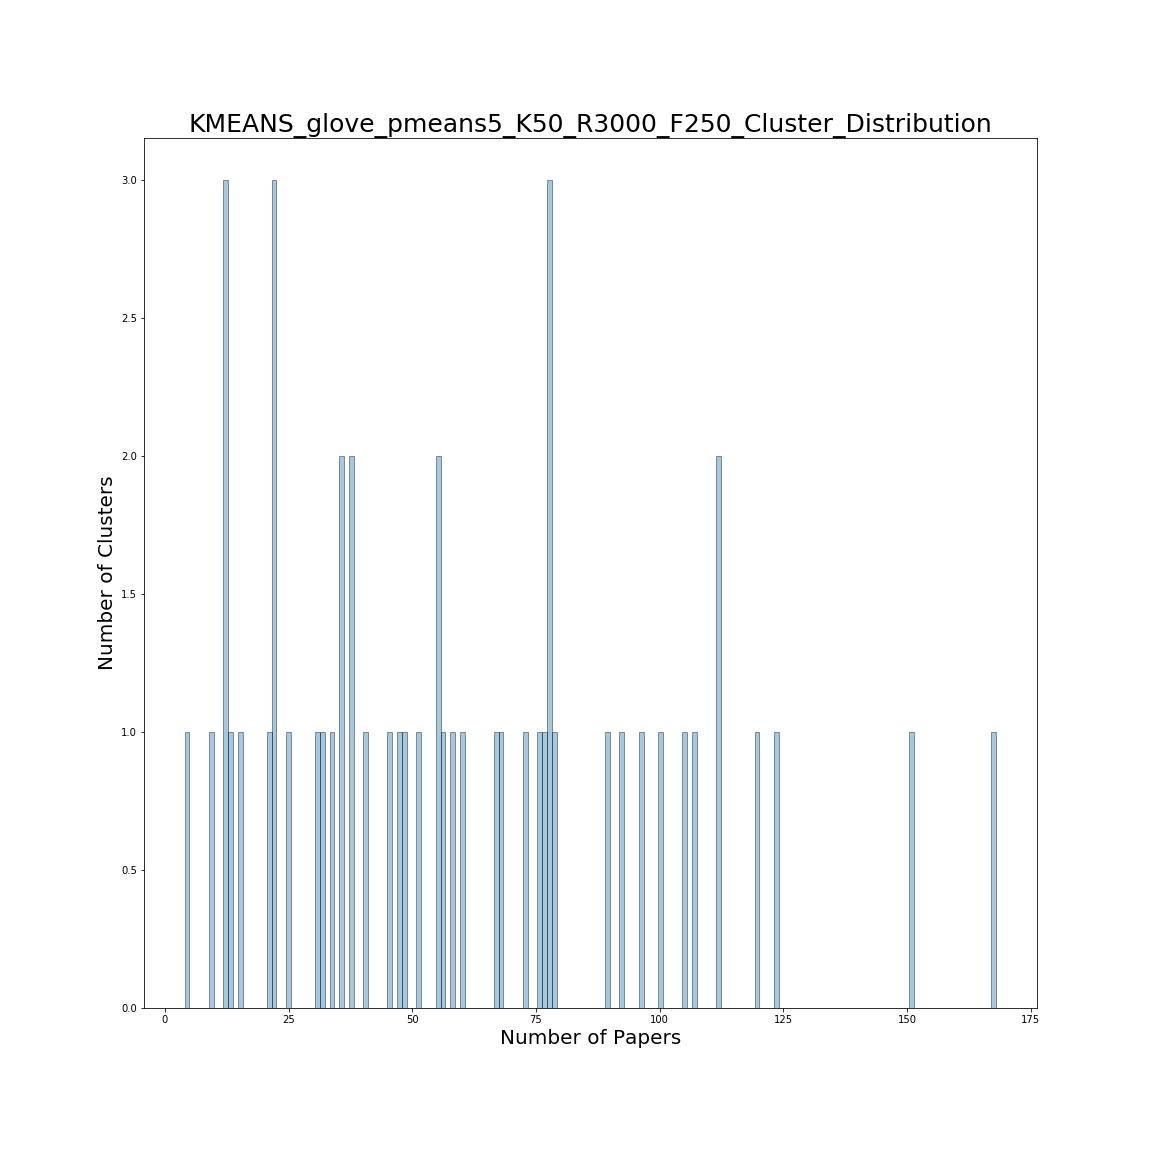 KMEANS_glove_pmeans5_K50_R3000_F250_Cluster_Distribution
3.0
2.5
2.0
1.5
1.0
0.5
0.0
Number of Clusters
0 25 50 75 100 125 150 175
Number of Papers